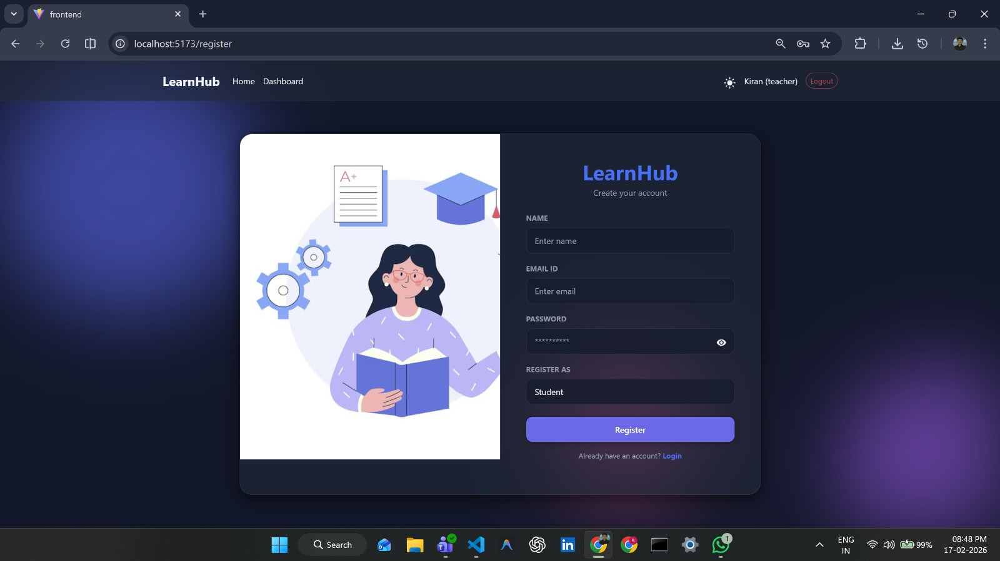 frontend
localhost:5173/register
LearnHub Home Dashboard Kiran (teacher) Logout
A+
LearnHub
Create your account
NAME
Enter name
EMAIL ID
Enter email
PASSWORD
**********
REGISTER AS
Student
Register
Already have an account? Login
Search
1
ENG
IN
99%
08:48 PM
17-02-2026